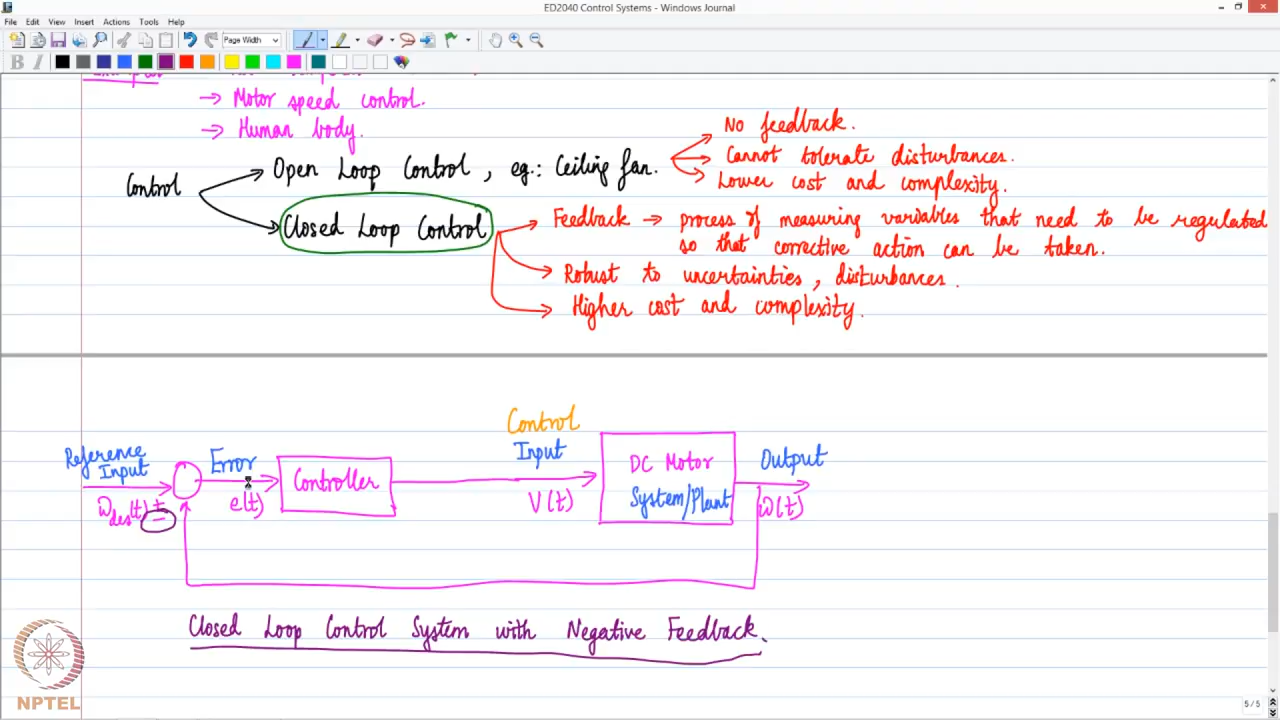 ED2040 Control Systems - Windows Journal
File Edit View Insert Actions Tools Help
Page Width
→ Motor speed control.
→ Human body.
Control
Open Loop Control, eg.: Ceiling fan.
No feedback.
Cannot tolerate disturbances.
Lower cost and complexity.
Closed Loop Control
Feedback → process of measuring variables that need to be regulated
so that corrective action can be taken.
Robust to uncertainties, disturbances.
Higher cost and complexity.
Reference
Input
ω_des(t) +
−
Error
e(t)
Controller
Control
Input
V(t)
DC Motor
System/Plant
Output
ω(t)
Closed Loop Control System with Negative Feedback.
NPTEL
5/5